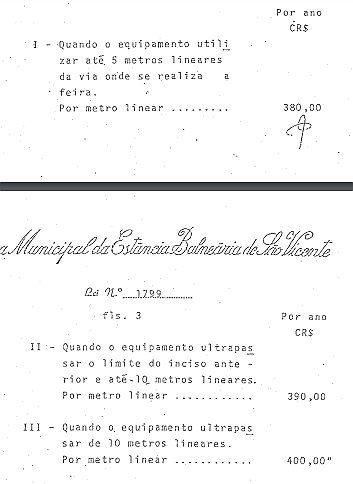 Por ano
CR$
I - Quando o equipamento utili
zar até 5 metros lineares
da via onde se realiza a
feira.
Por metro linear ......... 380,00
a Municipal da Estância Balneária de São Vicente
Lei N.º 1799
fls. 3
Por ano
CR$
II - Quando o equipamento ultrapas
sar o limite do inciso ante -
rior e até 10 metros lineares.
Por metro linear ............ 390,00
III - Quando o equipamento ultrapas
sar de 10 metros lineares.
Por metro linear ............ 400,00"